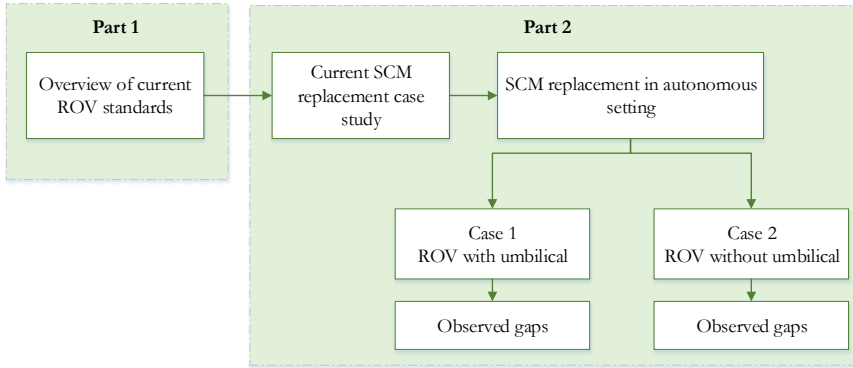 Part 1
Overview of current
ROV standards
Part 2
Current SCM
replacement case
study
SCM replacement in autonomous
setting
Case 1
ROV with umbilical
Case 2
ROV without umbilical
Observed gaps
Observed gaps